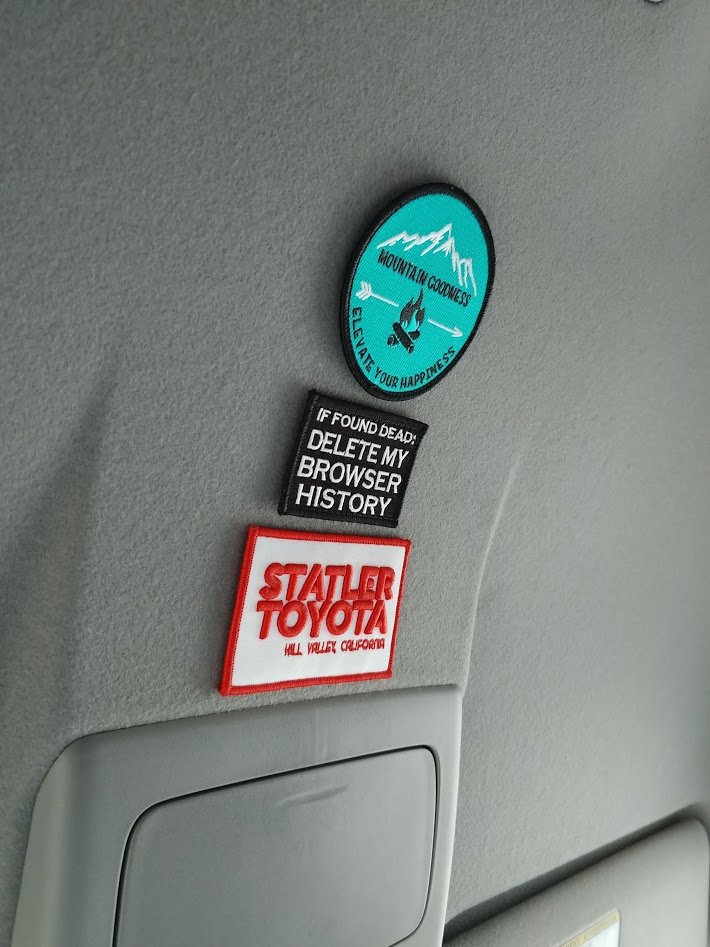 MOUNTAIN GOODNESS
ELEVATE YOUR HAPPINESS
IF FOUND DEAD:
DELETE MY
BROWSER
HISTORY
STATLER
TOYOTA
HILL VALLEY, CALIFORNIA